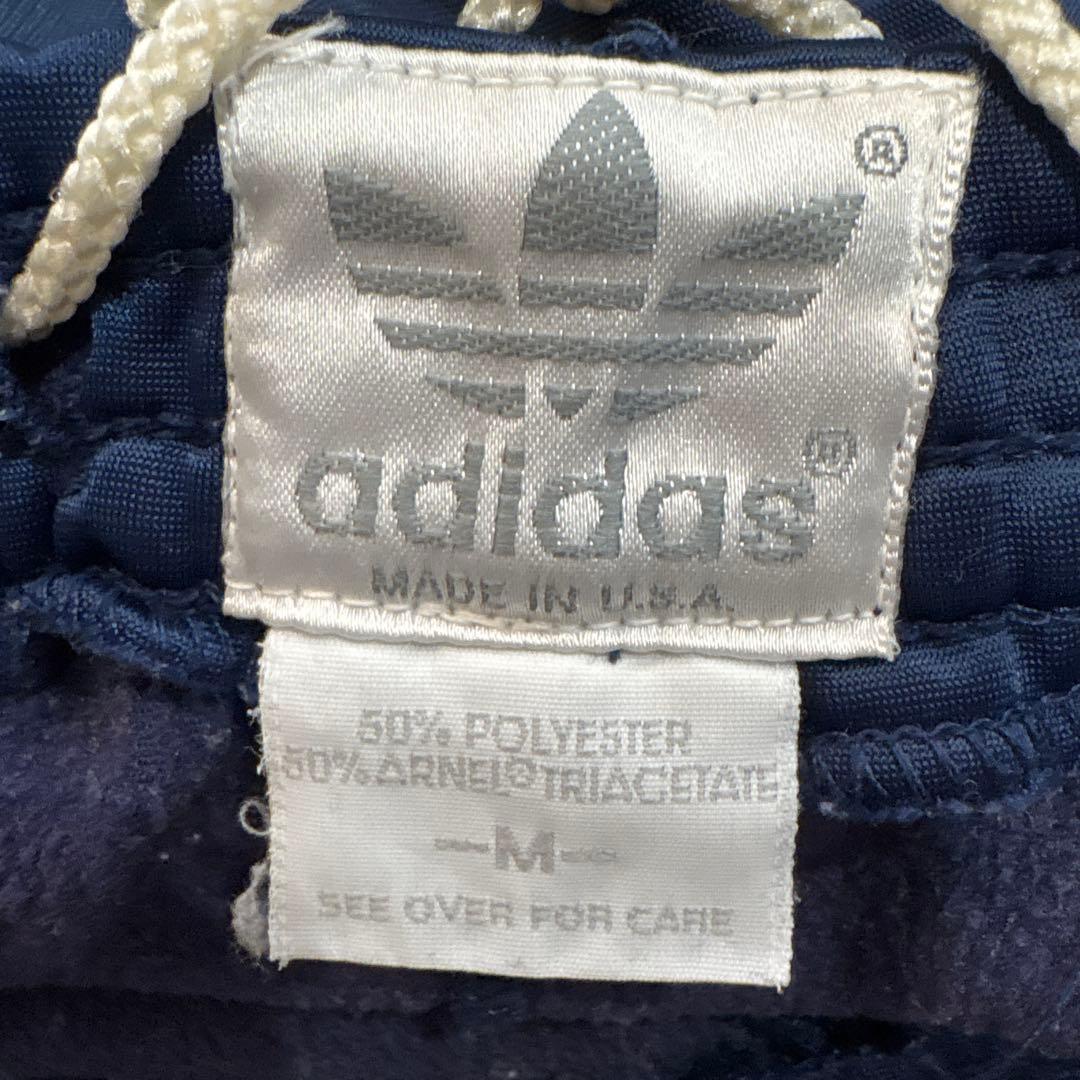 ®
adidas®
MADE IN U.S.A.
50% POLYESTER
50% ARNEL® TRIACETATE
—M—
SEE OVER FOR CARE